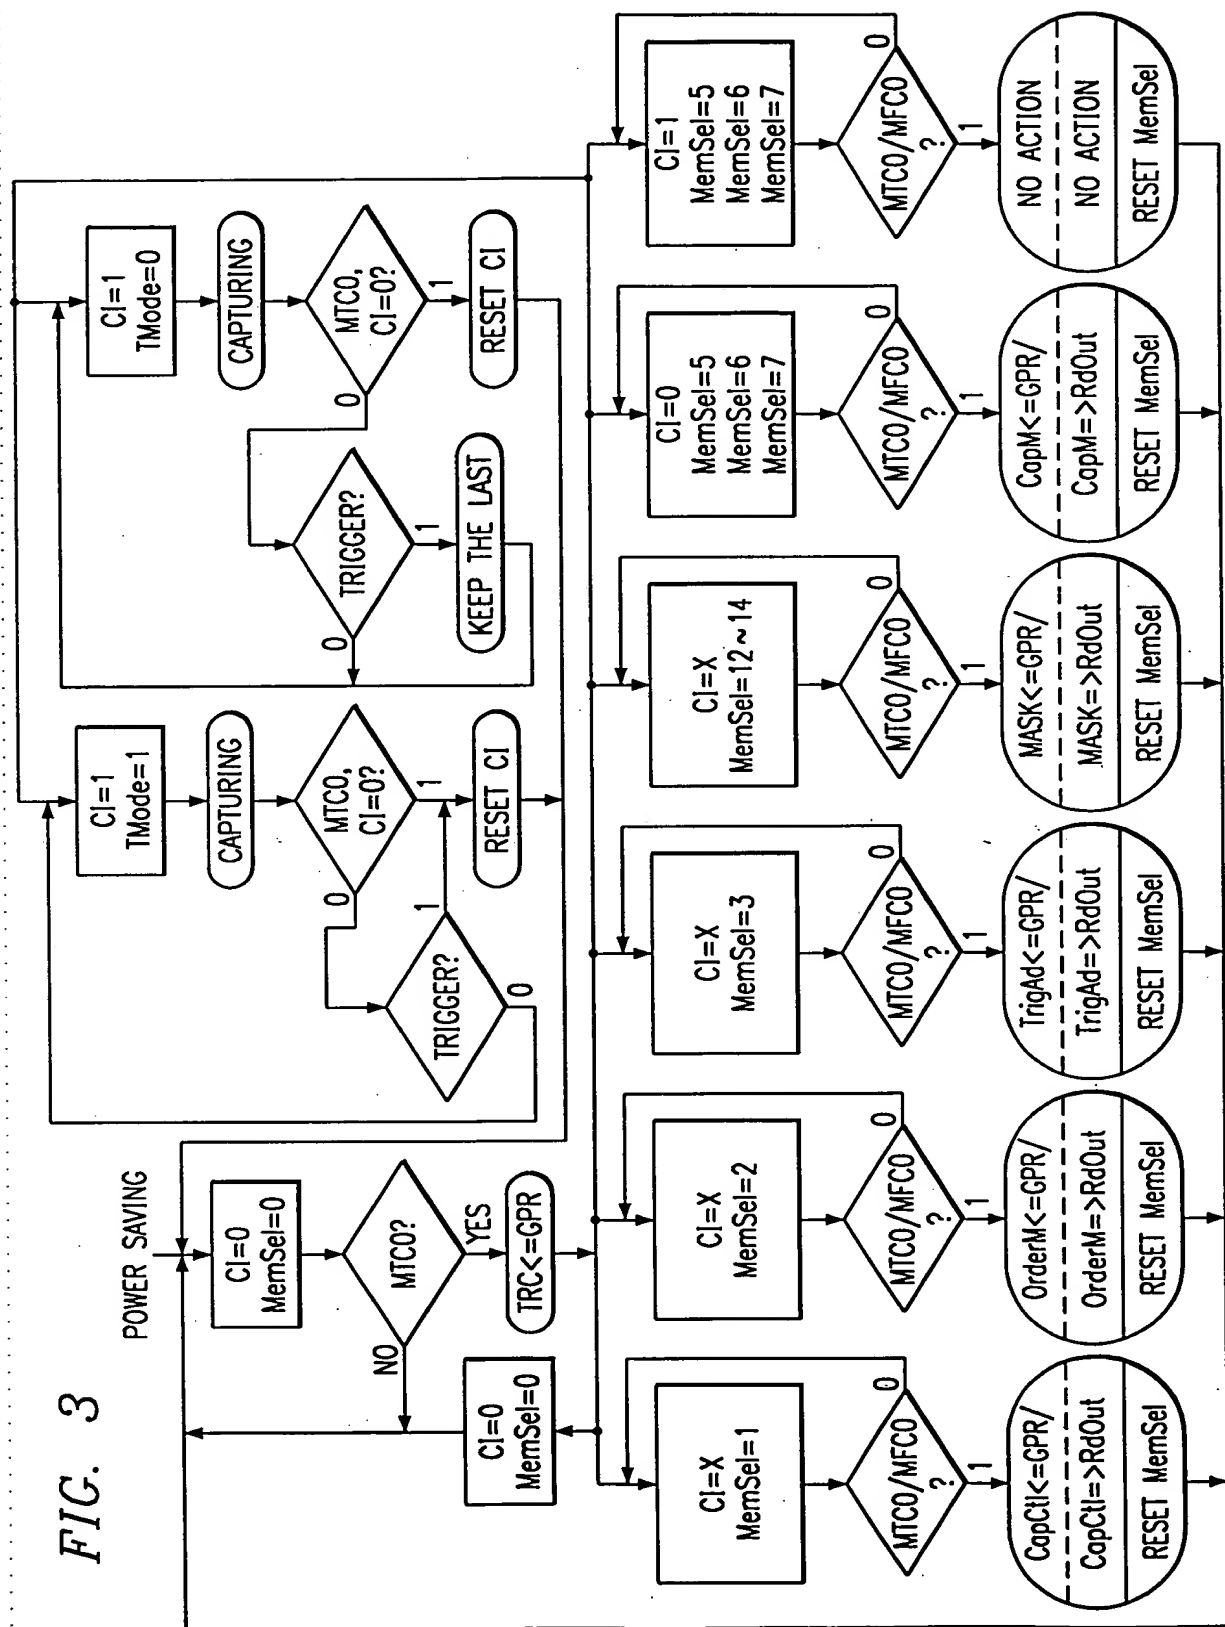 FIG. 3
POWER SAVING
CI=0
MemSel=0
MTC0?
NO
YES
TRC<=GPR
CI=0
MemSel=0
CI=1
TMode=1
CAPTURING
MTC0,
CI=0?
0
1
TRIGGER?
1
0
RESET CI
CI=1
TMode=0
CAPTURING
MTC0,
CI=0?
0
1
TRIGGER?
0
1
KEEP THE LAST
RESET CI
CI=X
MemSel=1
MTC0/MFC0
?
0
1
CapCtl<=GPR/
CapCtl=>RdOut
RESET MemSel
CI=X
MemSel=2
MTC0/MFC0
?
0
1
OrderM<=GPR/
OrderM=>RdOut
RESET MemSel
CI=X
MemSel=3
MTC0/MFC0
?
0
1
TrigAd<=GPR/
TrigAd=>RdOut
RESET MemSel
CI=X
MemSel=12~14
MTC0/MFC0
?
0
1
MASK<=GPR/
MASK=>RdOut
RESET MemSel
CI=0
MemSel=5
MemSel=6
MemSel=7
MTC0/MFC0
?
0
1
CapM<=GPR/
CapM=>RdOut
RESET MemSel
CI=1
MemSel=5
MemSel=6
MemSel=7
MTC0/MFC0
?
0
1
NO ACTION
NO ACTION
RESET MemSel